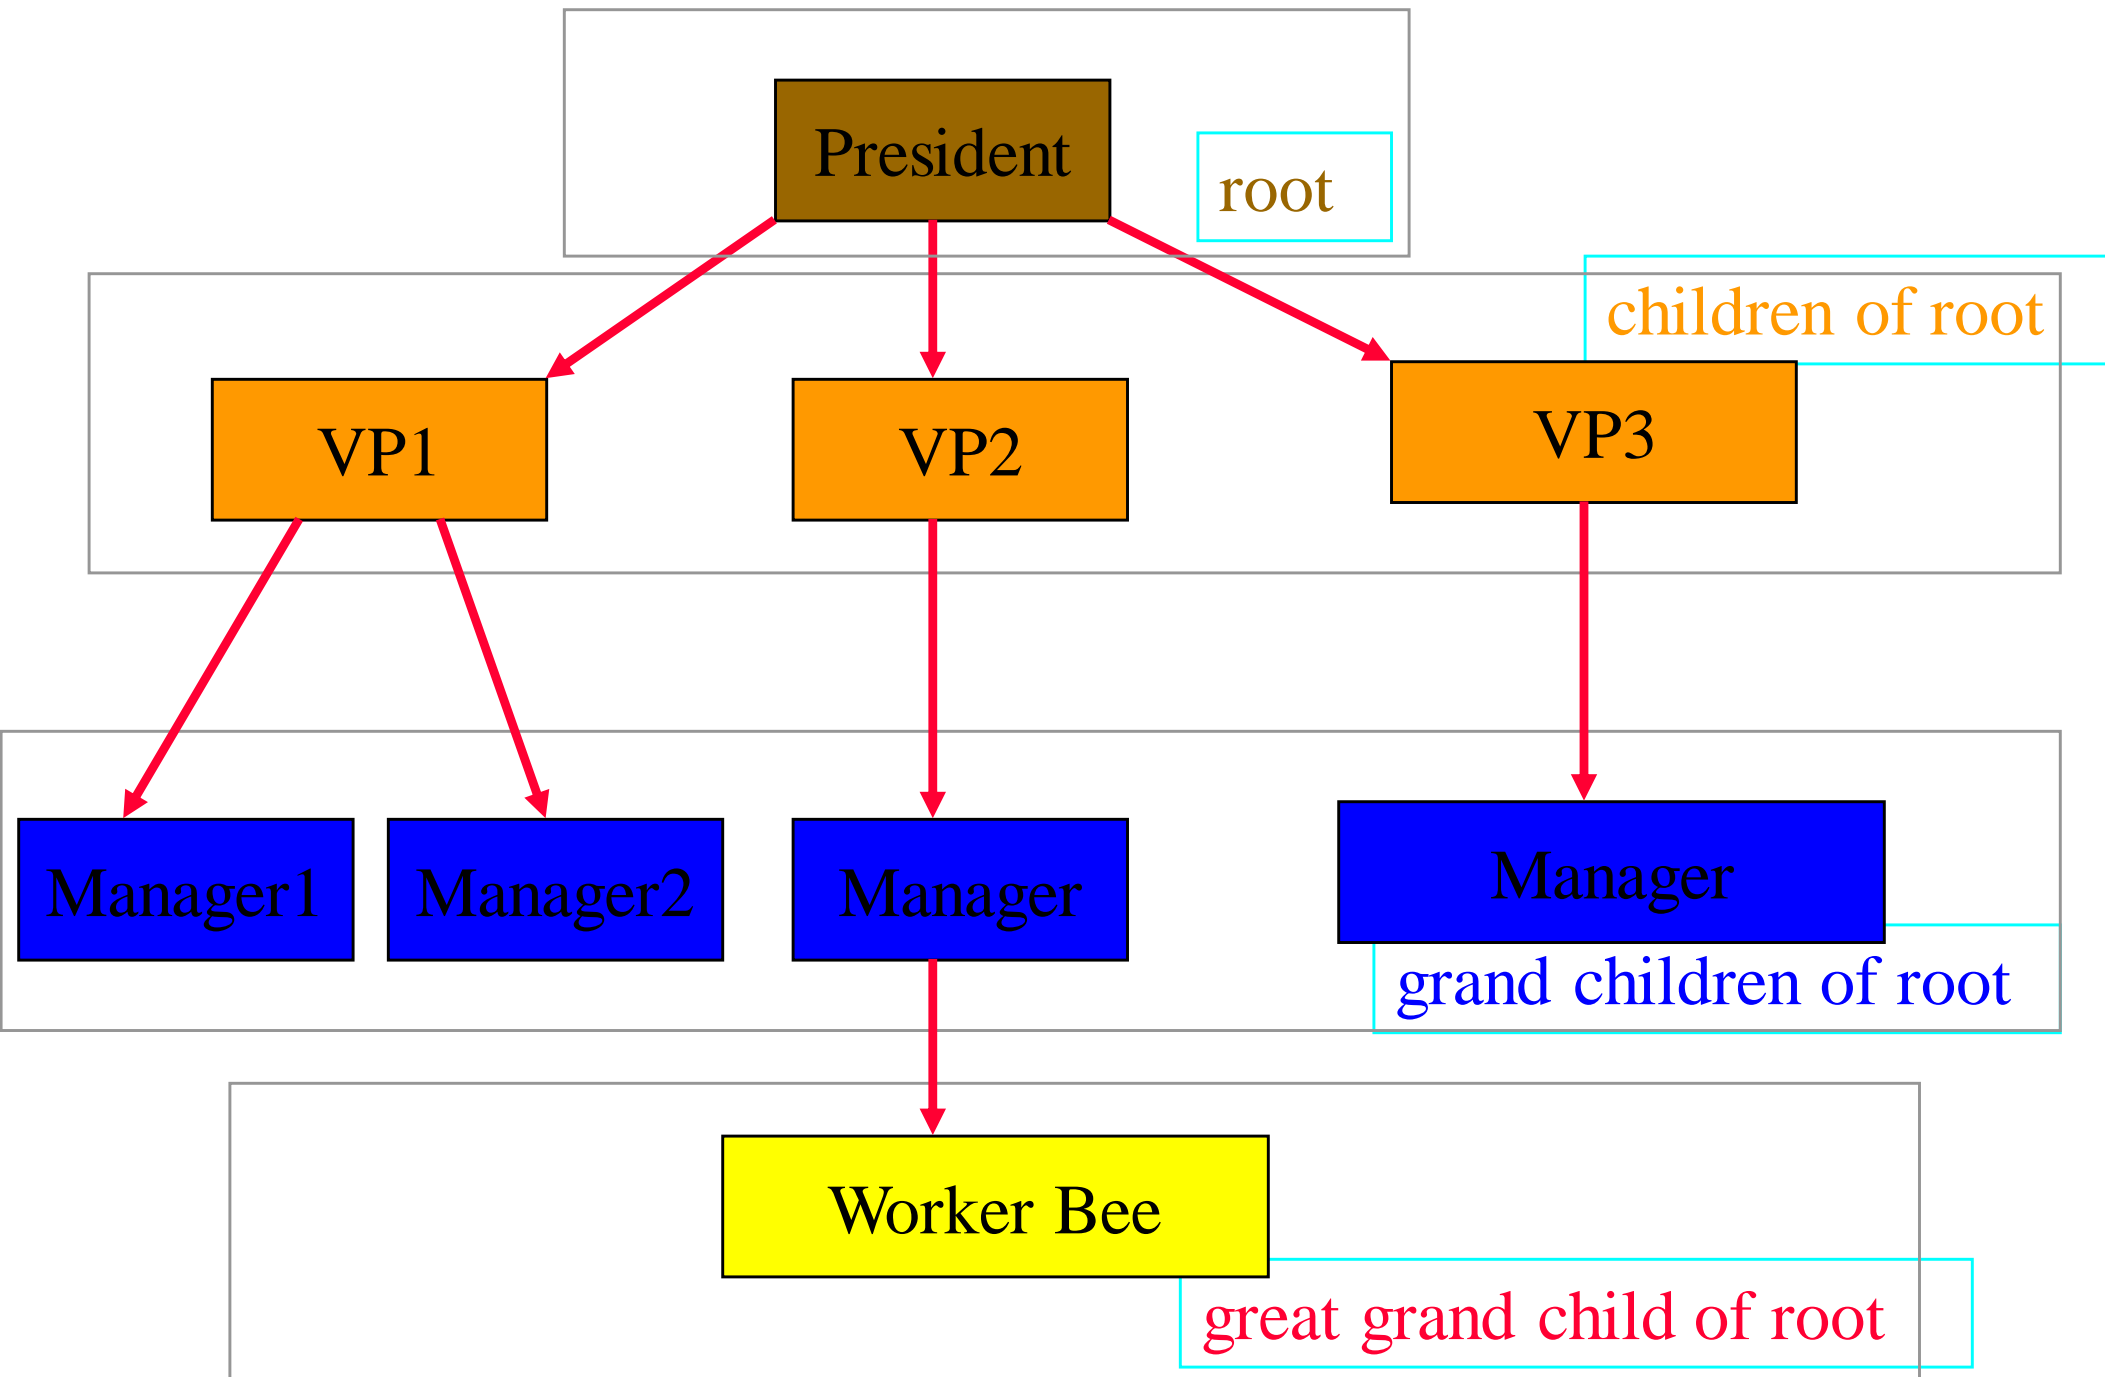 President
root
children of root
VP1
VP2
VP3
Manager1
Manager2
Manager
Manager
grand children of root
Worker Bee
great grand child of root